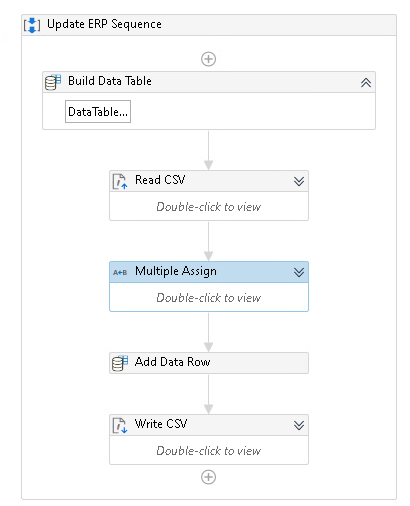 Update ERP Sequence
Build Data Table
DataTable...
Read CSV
Double-click to view
A+B Multiple Assign
Double-click to view
Add Data Row
Write CSV
Double-click to view